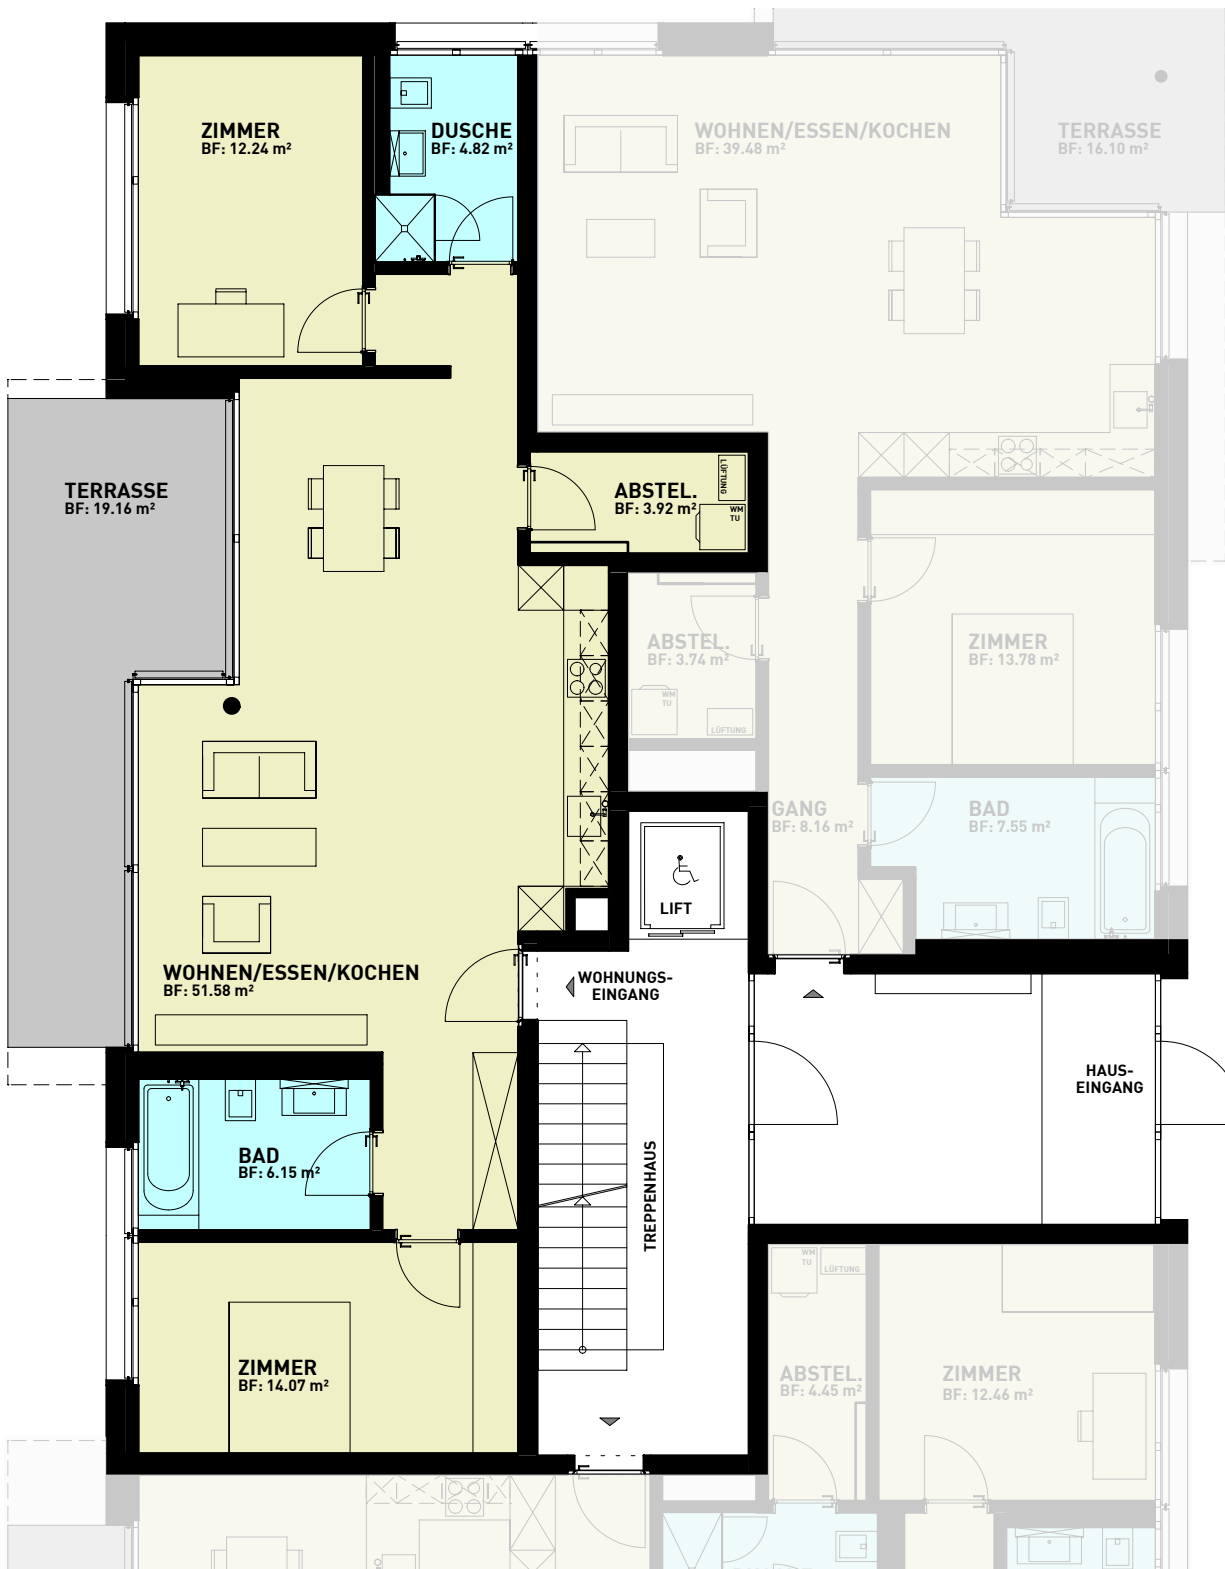 ZIMMER
BF: 12.24 m²
DUSCHE
BF: 4.82 m²
WOHNEN/ESSEN/KOCHEN
BF: 39.48 m²
TERRASSE
BF: 16.10 m²
TERRASSE
BF: 19.16 m²
ABSTEL.
BF: 3.92 m²
LÜFTUNG
WM
TU
ABSTEL.
BF: 3.74 m²
WM
TU
LÜFTUNG
ZIMMER
BF: 13.78 m²
GANG
BF: 8.16 m²
BAD
BF: 7.55 m²
LIFT
WOHNEN/ESSEN/KOCHEN
BF: 51.58 m²
WOHNUNGS-
EINGANG
HAUS-
EINGANG
BAD
BF: 6.15 m²
TREPPENHAUS
ZIMMER
BF: 14.07 m²
WM
TU
LÜFTUNG
ABSTEL.
BF: 4.45 m²
ZIMMER
BF: 12.46 m²